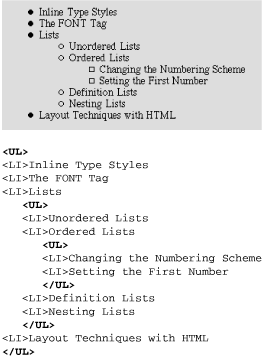 Inline Type Styles
The FONT Tag
Lists
Unordered Lists
Ordered Lists
Changing the Numbering Scheme
Setting the First Number
Definition Lists
Nesting Lists
Layout Techniques with HTML
<UL>
<LI>Inline Type Styles
<LI>The FONT Tag
<LI>Lists
<UL>
<LI>Unordered Lists
<LI>Ordered Lists
<UL>
<LI>Changing the Numbering Scheme
<LI>Setting the First Number
</UL>
<LI>Definition Lists
<LI>Nesting Lists
</UL>
<LI>Layout Techniques with HTML
</UL>